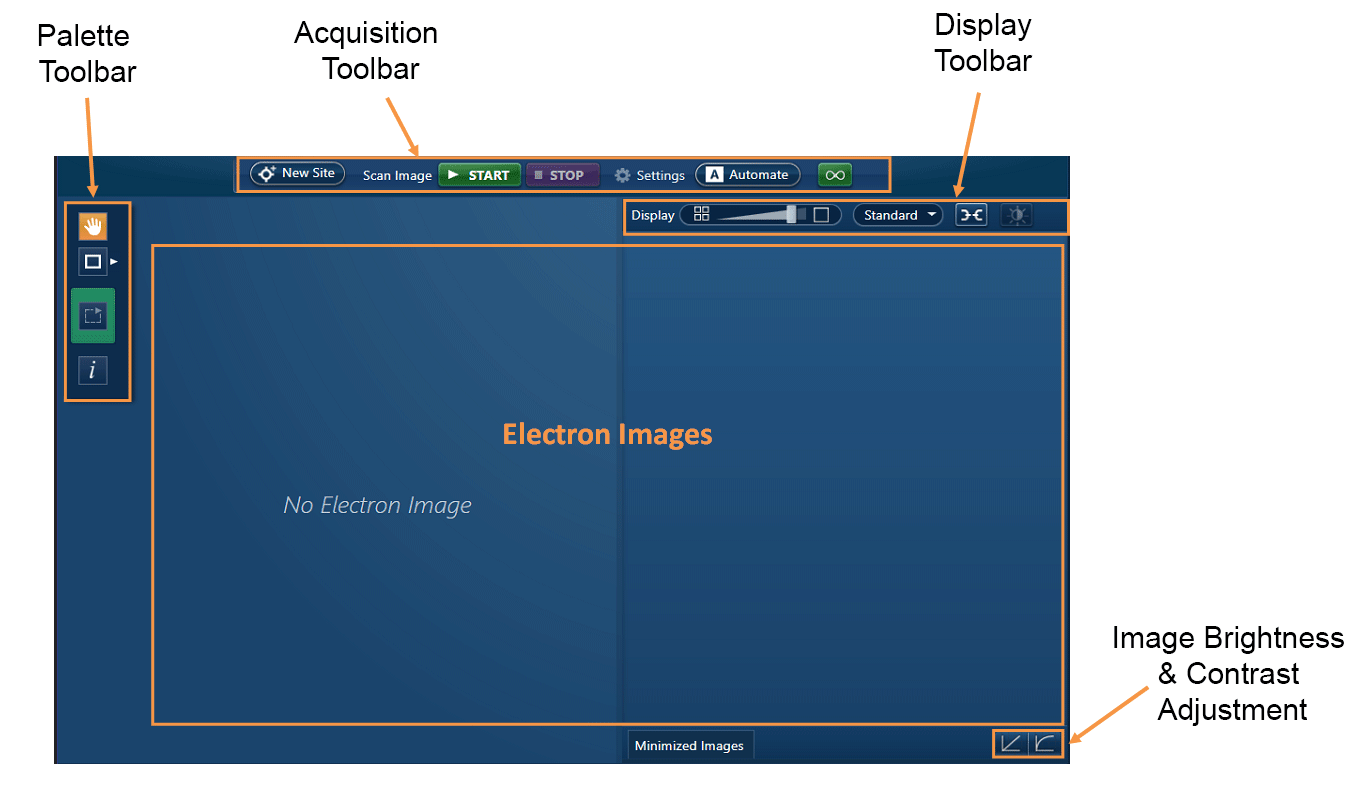 Palette
Toolbar
Acquisition
Toolbar
Display
Toolbar
New Site Scan Image START STOP Settings A Automate
Display Standard
i
Electron Images
No Electron Image
Image Brightness
& Contrast
Adjustment
Minimized Images